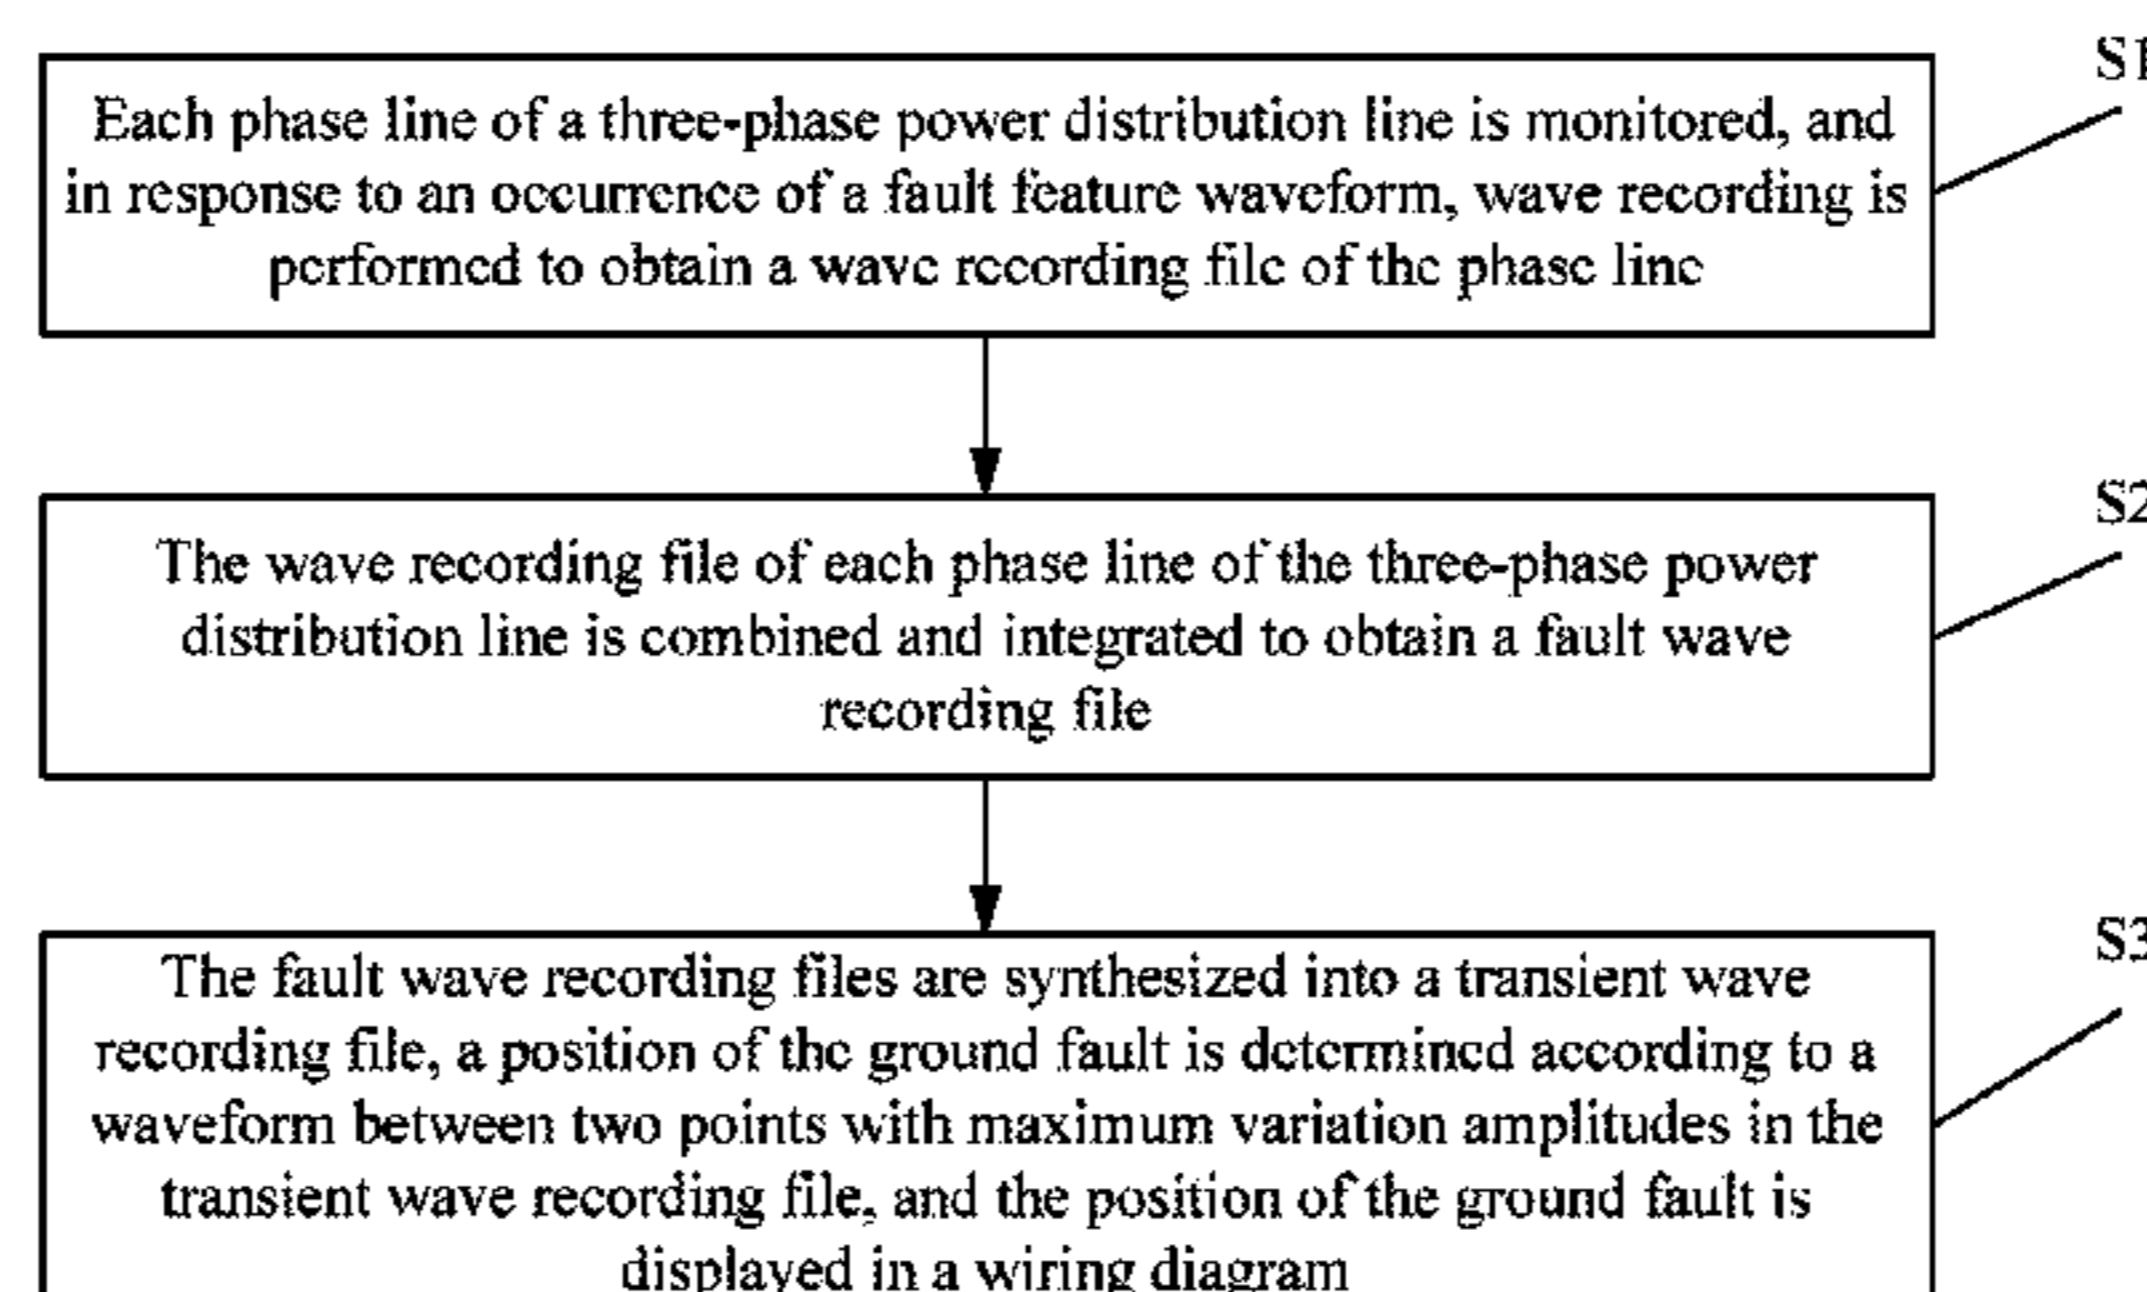 S1
Each phase line of a three-phase power distribution line is monitored, and
in response to an occurrence of a fault feature waveform, wave recording is
performed to obtain a wave recording file of the phase line
S2
The wave recording file of each phase line of the three-phase power
distribution line is combined and integrated to obtain a fault wave
recording file
S3
The fault wave recording files are synthesized into a transient wave
recording file, a position of the ground fault is determined according to a
waveform between two points with maximum variation amplitudes in the
transient wave recording file, and the position of the ground fault is
displayed in a wiring diagram